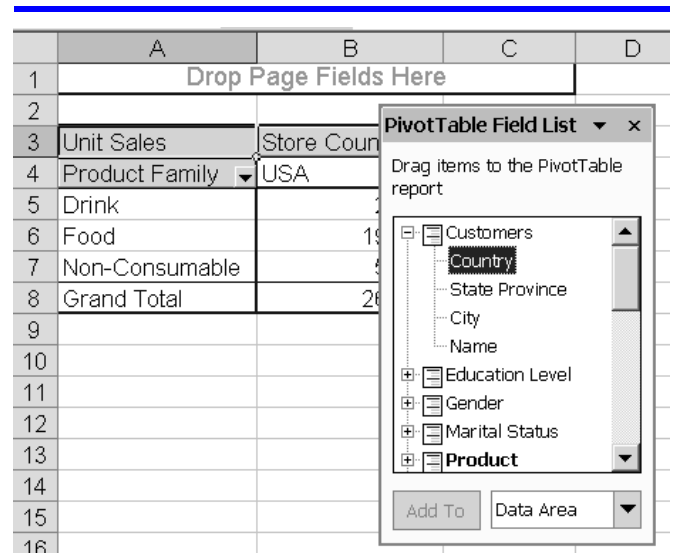 A B C D
1 Drop Page Fields Here
2
3 Unit Sales Store Coun
4 Product Family USA
5 Drink
6 Food 19
7 Non-Consumable
8 Grand Total 26
9
10
11
12
13
14
15
16
PivotTable Field List
Drag items to the PivotTable
report
Customers
Country
State Province
City
Name
Education Level
Gender
Marital Status
Product
Add To Data Area